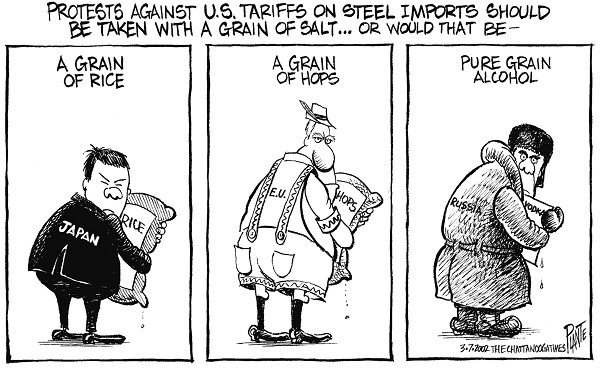 PROTESTS AGAINST U.S. TARIFFS ON STEEL IMPORTS SHOULD
BE TAKEN WITH A GRAIN OF SALT... OR WOULD THAT BE—
A GRAIN
OF RICE
RICE
JAPAN
A GRAIN
OF HOPS
E.U.
HOPS
PURE GRAIN
ALCOHOL
RUSSIA
VODKA
PLANTE
3·7·2002 THE CHATTANOOGA TIMES